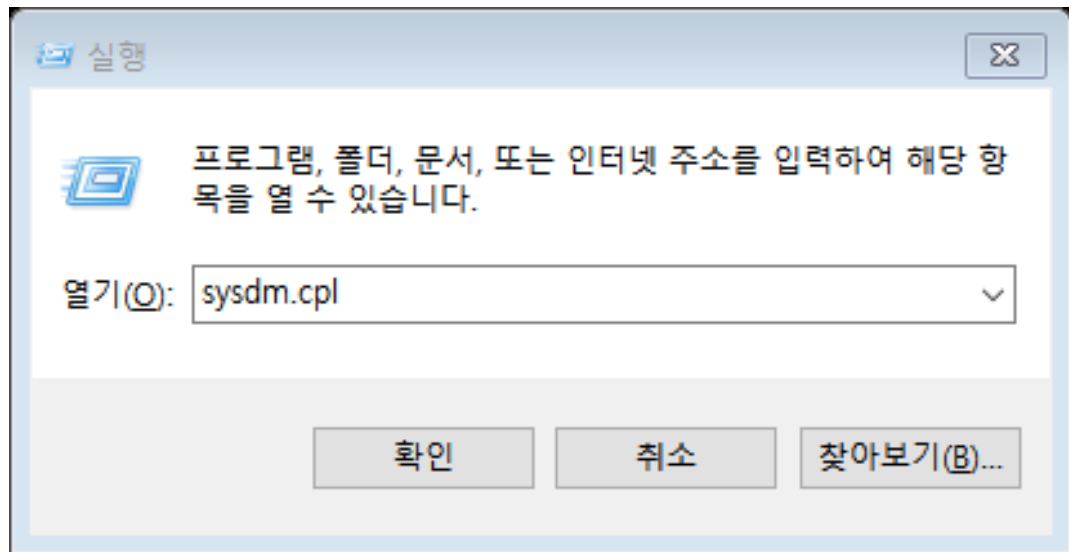 실행
프로그램, 폴더, 문서, 또는 인터넷 주소를 입력하여 해당 항
목을 열 수 있습니다.
열기(O): sysdm.cpl
확인 취소 찾아보기(B)...